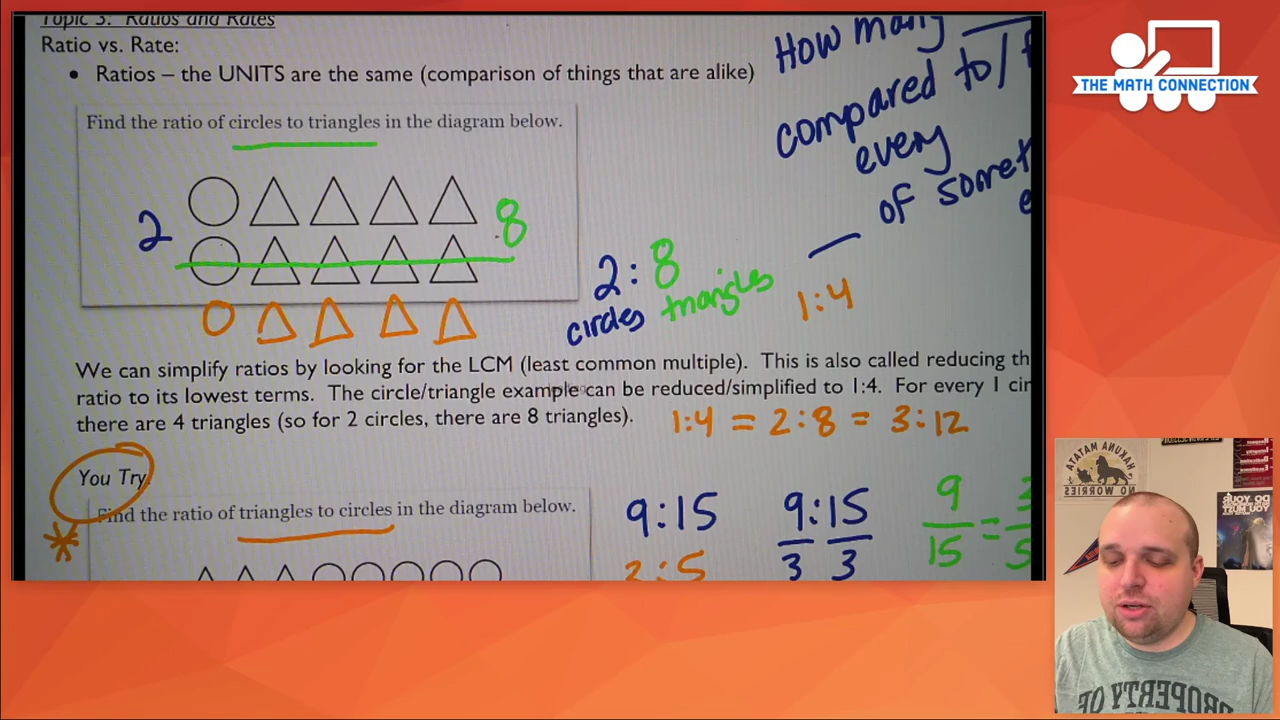 Topic 3: Ratios and Rates
Ratio vs. Rate:
• Ratios – the UNITS are the same (comparison of things that are alike)
Find the ratio of circles to triangles in the diagram below.
2
8
2:8
circles triangles
How many
compared to/
every
of
1:4
We can simplify ratios by looking for the LCM (least common multiple). This is also called reducing th
ratio to its lowest terms. The circle/triangle example can be reduced/simplified to 1:4. For every 1 cir
there are 4 triangles (so for 2 circles, there are 8 triangles).
1:4 = 2:8 = 3:12
You Try
Find the ratio of triangles to circles in the diagram below.
9:15
9:15
3 3
9
15
=
5
THE MATH CONNECTION
HAKUNA MATATA
NO WORRIES
DO YOUR
YOU MUST
PROPERTY OF